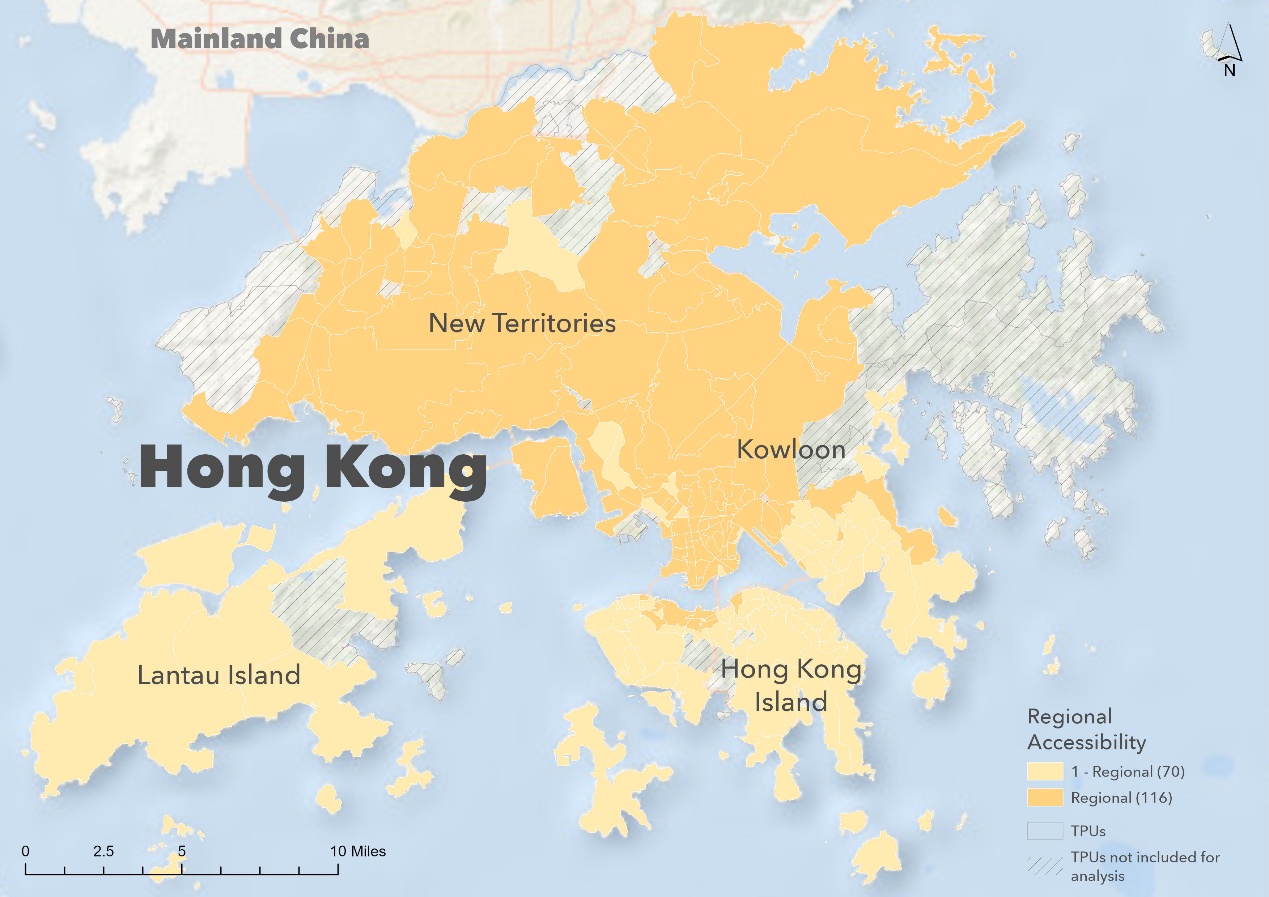 Mainland China
N
New Territories
Kowloon
Hong Kong
Lantau Island
Hong Kong
Island
Regional
Accessibility
1 - Regional (70)
Regional (116)
TPUs
TPUs not included for
analysis
0 2.5 5 10 Miles